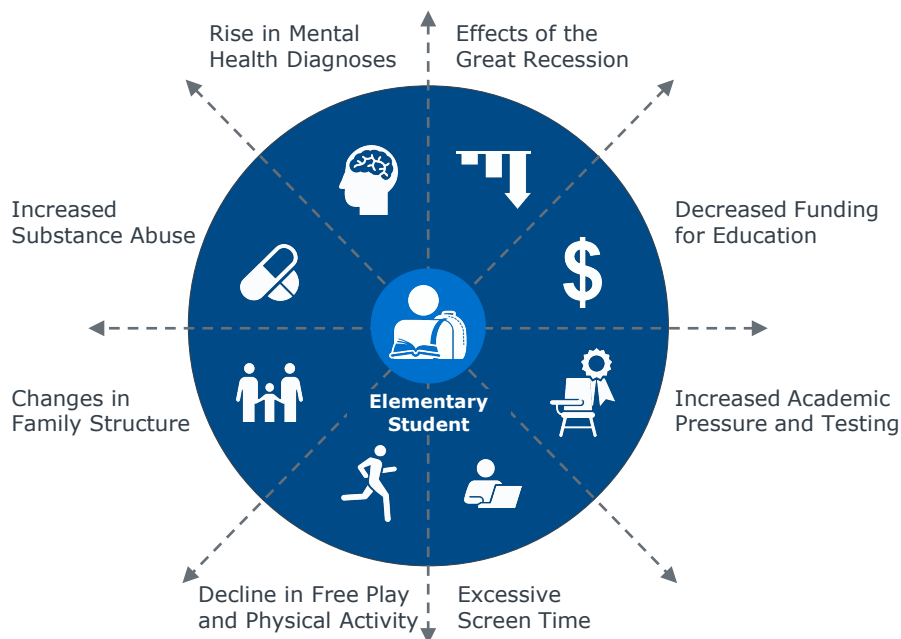 Rise in Mental
Health Diagnoses
Effects of the
Great Recession
Increased
Substance Abuse
Decreased Funding
for Education
Elementary
Student
Changes in
Family Structure
Increased Academic
Pressure and Testing
Decline in Free Play
and Physical Activity
Excessive
Screen Time
$